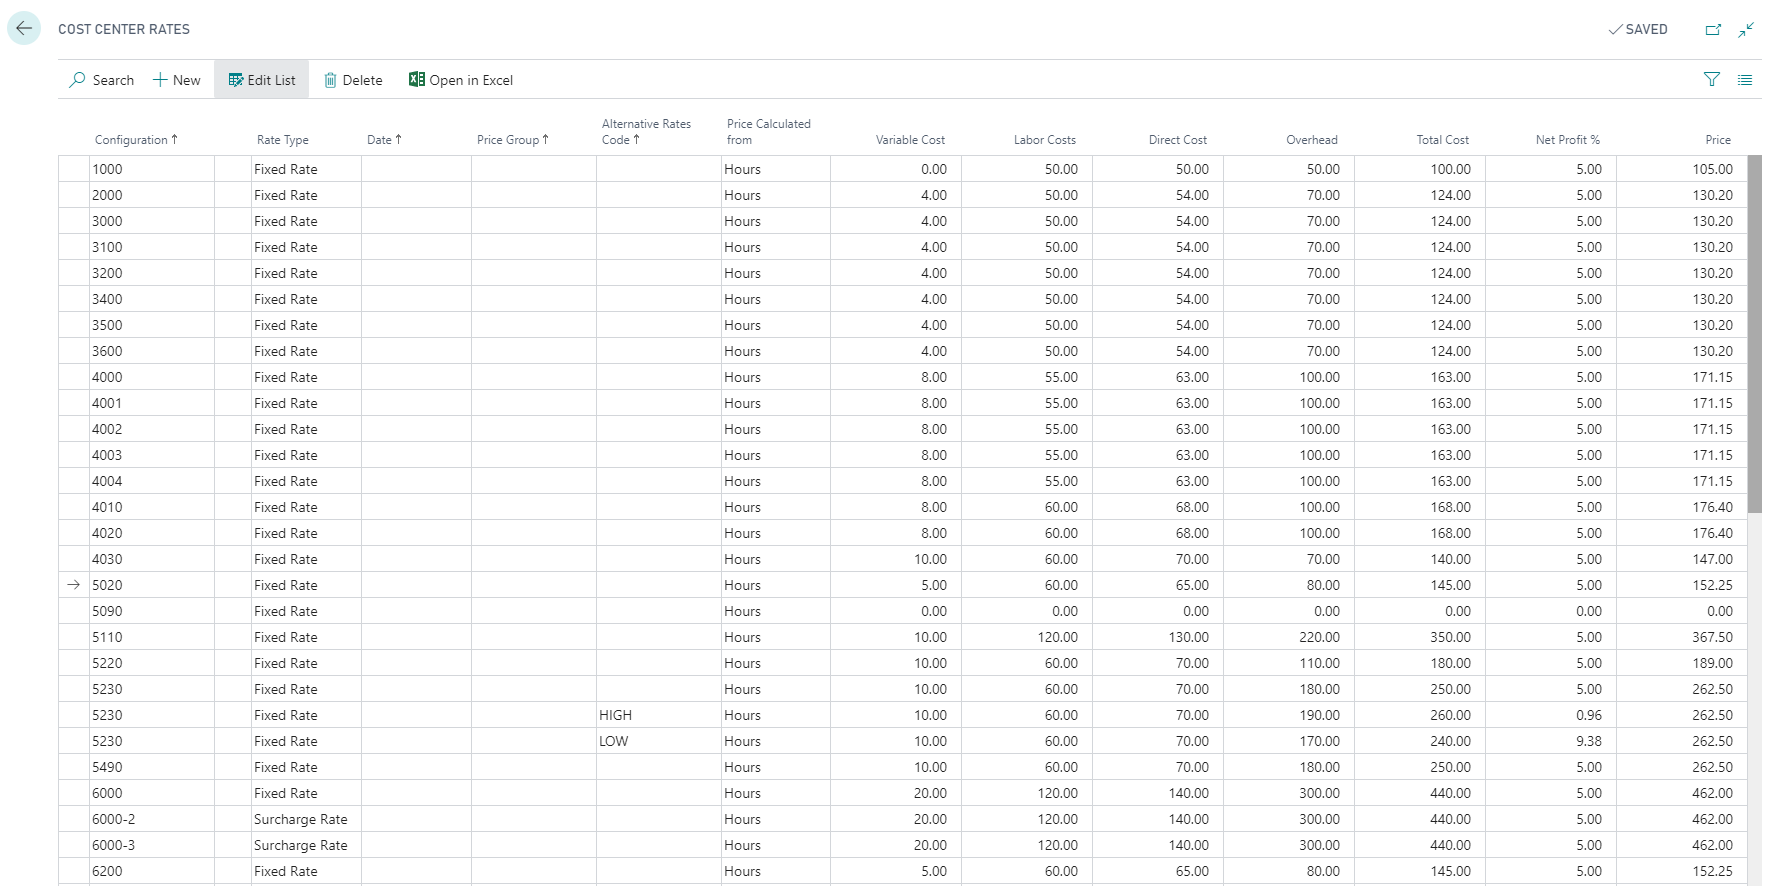 COST CENTER RATES
SAVED
Search New Edit List Delete Open in Excel
Configuration ↑ Rate Type Date ↑ Price Group ↑ Alternative Rates Code ↑ Price Calculated from Variable Cost Labor Costs Direct Cost Overhead Total Cost Net Profit % Price
1000 Fixed Rate Hours 0.00 50.00 50.00 50.00 100.00 5.00 105.00
2000 Fixed Rate Hours 4.00 50.00 54.00 70.00 124.00 5.00 130.20
3000 Fixed Rate Hours 4.00 50.00 54.00 70.00 124.00 5.00 130.20
3100 Fixed Rate Hours 4.00 50.00 54.00 70.00 124.00 5.00 130.20
3200 Fixed Rate Hours 4.00 50.00 54.00 70.00 124.00 5.00 130.20
3400 Fixed Rate Hours 4.00 50.00 54.00 70.00 124.00 5.00 130.20
3500 Fixed Rate Hours 4.00 50.00 54.00 70.00 124.00 5.00 130.20
3600 Fixed Rate Hours 4.00 50.00 54.00 70.00 124.00 5.00 130.20
4000 Fixed Rate Hours 8.00 55.00 63.00 100.00 163.00 5.00 171.15
4001 Fixed Rate Hours 8.00 55.00 63.00 100.00 163.00 5.00 171.15
4002 Fixed Rate Hours 8.00 55.00 63.00 100.00 163.00 5.00 171.15
4003 Fixed Rate Hours 8.00 55.00 63.00 100.00 163.00 5.00 171.15
4004 Fixed Rate Hours 8.00 55.00 63.00 100.00 163.00 5.00 171.15
4010 Fixed Rate Hours 8.00 60.00 68.00 100.00 168.00 5.00 176.40
4020 Fixed Rate Hours 8.00 60.00 68.00 100.00 168.00 5.00 176.40
4030 Fixed Rate Hours 10.00 60.00 70.00 70.00 140.00 5.00 147.00
→ 5020 Fixed Rate Hours 5.00 60.00 65.00 80.00 145.00 5.00 152.25
5090 Fixed Rate Hours 0.00 0.00 0.00 0.00 0.00 0.00 0.00
5110 Fixed Rate Hours 10.00 120.00 130.00 220.00 350.00 5.00 367.50
5220 Fixed Rate Hours 10.00 60.00 70.00 110.00 180.00 5.00 189.00
5230 Fixed Rate Hours 10.00 60.00 70.00 180.00 250.00 5.00 262.50
5230 Fixed Rate HIGH Hours 10.00 60.00 70.00 190.00 260.00 0.96 262.50
5230 Fixed Rate LOW Hours 10.00 60.00 70.00 170.00 240.00 9.38 262.50
5490 Fixed Rate Hours 10.00 60.00 70.00 180.00 250.00 5.00 262.50
6000 Fixed Rate Hours 20.00 120.00 140.00 300.00 440.00 5.00 462.00
6000-2 Surcharge Rate Hours 20.00 120.00 140.00 300.00 440.00 5.00 462.00
6000-3 Surcharge Rate Hours 20.00 120.00 140.00 300.00 440.00 5.00 462.00
6200 Fixed Rate Hours 5.00 60.00 65.00 80.00 145.00 5.00 152.25